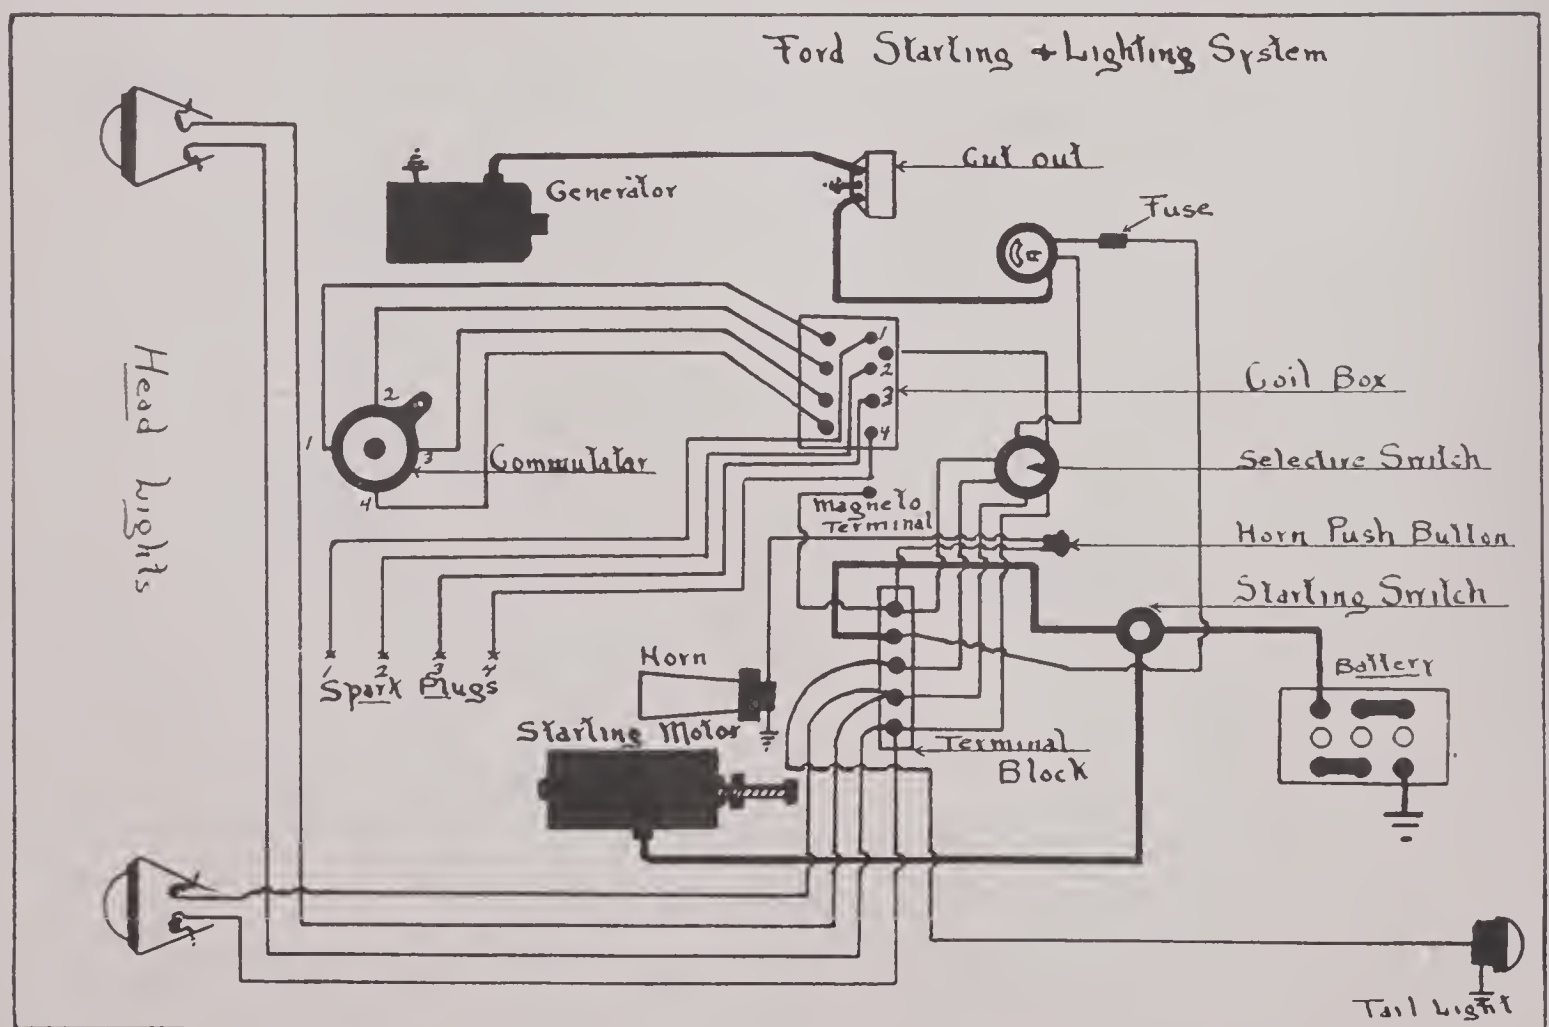 Ford Starting + Lighting System
Cut out
Generator
Fuse
1
2
3
4
Coil Box
2
1
3
4
Commutator
Selective Switch
Magneto
Terminal
Horn Push Button
Starting Switch
Head Lights
1 2 3 4
Spark Plugs
Horn
Battery
Starting Motor
Terminal
Block
Tail Light